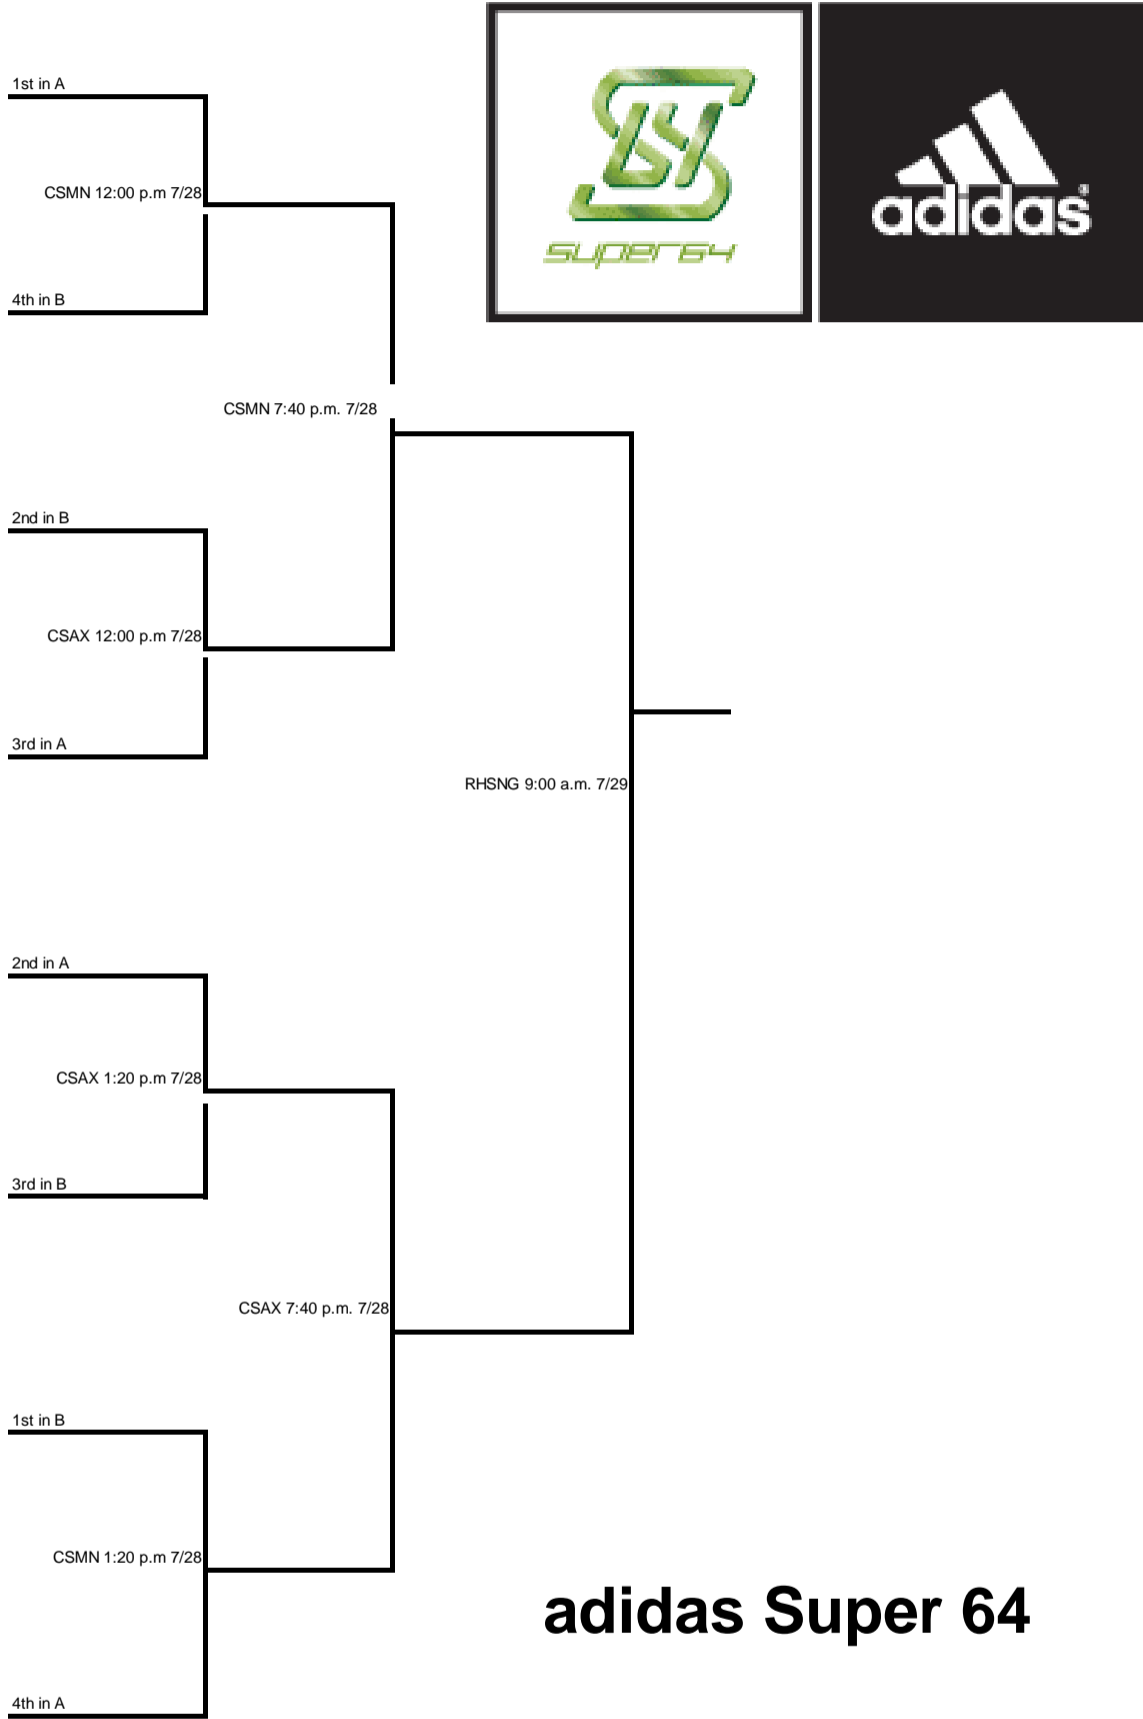 1st in A
CSMN 12:00 p.m 7/28
4th in B
CSMN 7:40 p.m. 7/28
2nd in B
CSAX 12:00 p.m 7/28
3rd in A
RHSNG 9:00 a.m. 7/29
2nd in A
CSAX 1:20 p.m 7/28
3rd in B
CSAX 7:40 p.m. 7/28
1st in B
CSMN 1:20 p.m 7/28
4th in A
S64
super64
adidas®
adidas Super 64